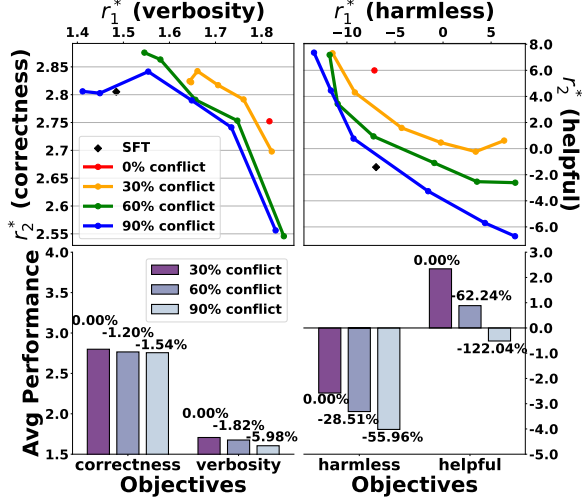 r₁* (verbosity)
1.4 1.5 1.6 1.7 1.8
r₂* (correctness)
2.85
2.80
2.75
2.70
2.65
2.60
2.55
SFT
0% conflict
30% conflict
60% conflict
90% conflict
r₁* (harmless)
−10 −5 0 5
8.0
6.0
4.0
2.0
0.0
-2.0
-4.0
-6.0
r₂* (helpful)
Avg Performance
4.0
3.5
3.0
2.5
2.0
1.5
30% conflict
60% conflict
90% conflict
0.00%
-1.20%
-1.54%
0.00%
-1.82%
-5.98%
correctness verbosity
Objectives
3.0
2.0
1.0
0.0
-1.0
-2.0
-3.0
-4.0
-5.0
0.00%
-28.51%
-55.96%
0.00%
-62.24%
-122.04%
harmless helpful
Objectives